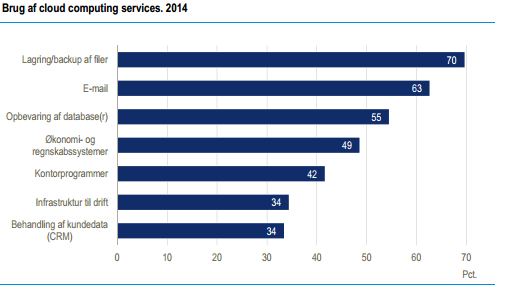 Brug af cloud computing services. 2014
Lagring/backup af filer
70
E-mail
63
Opbevaring af database(r)
55
Økonomi- og
regnskabssystemer
49
Kontorprogrammer
42
Infrastruktur til drift
34
Behandling af kundedata
(CRM)
34
0 10 20 30 40 50 60 70
Pct.